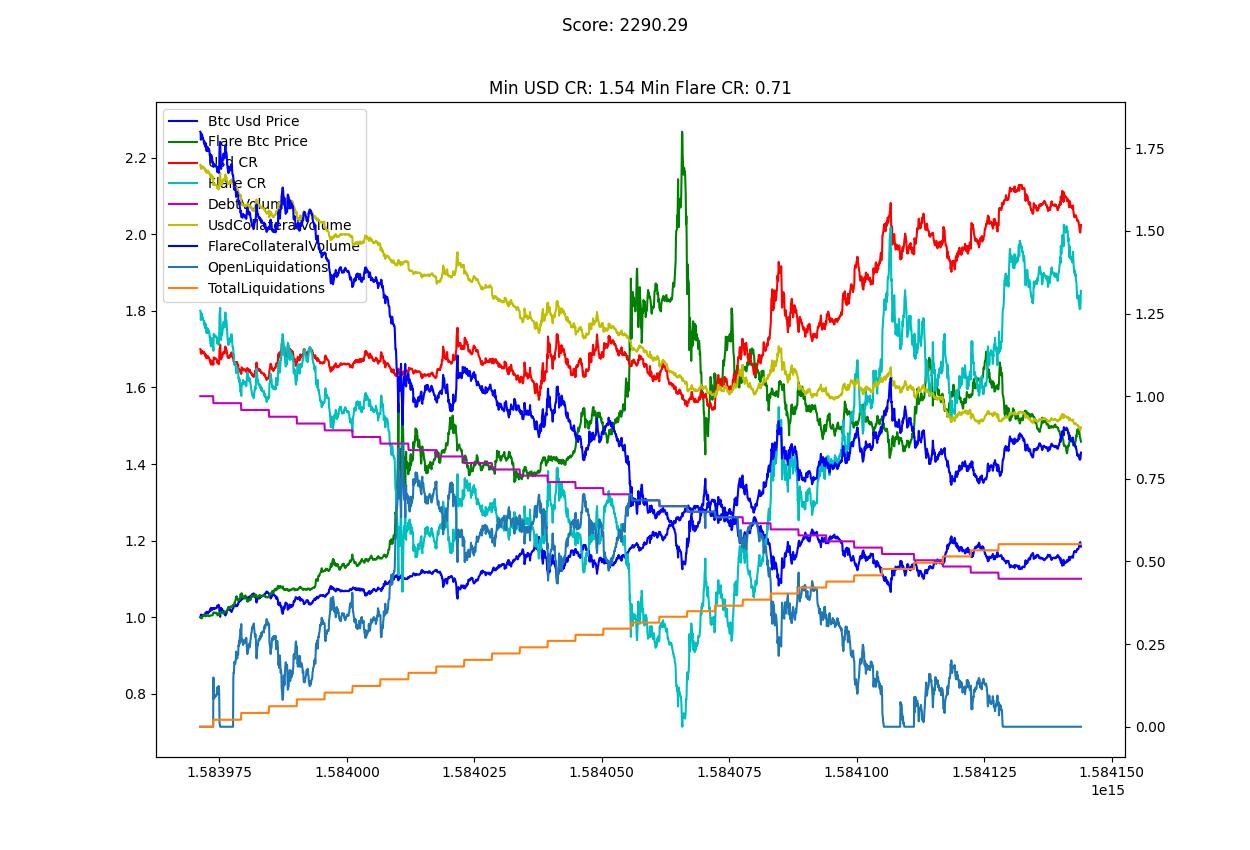 Score: 2290.29
Min USD CR: 1.54 Min Flare CR: 0.71
Btc Usd Price
Flare Btc Price
Usd CR
Flare CR
DebtVolume
UsdCollateralVolume
FlareCollateralVolume
OpenLiquidations
TotalLiquidations
2.2
2.0
1.8
1.6
1.4
1.2
1.0
0.8
1.75
1.50
1.25
1.00
0.75
0.50
0.25
0.00
1.583975 1.584000 1.584025 1.584050 1.584075 1.584100 1.584125 1.584150
1e15